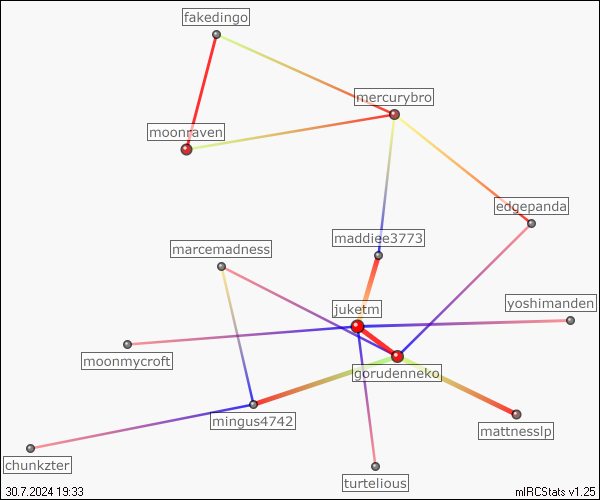 fakedingo
mercurybro
moonraven
edgepanda
maddiee3773
marcemadness
yoshimanden
juketm
moonmycroft
gorudenneko
mingus4742
mattnesslp
chunkzter
turtelious
30.7.2024 19:33 mIRCStats v1.25